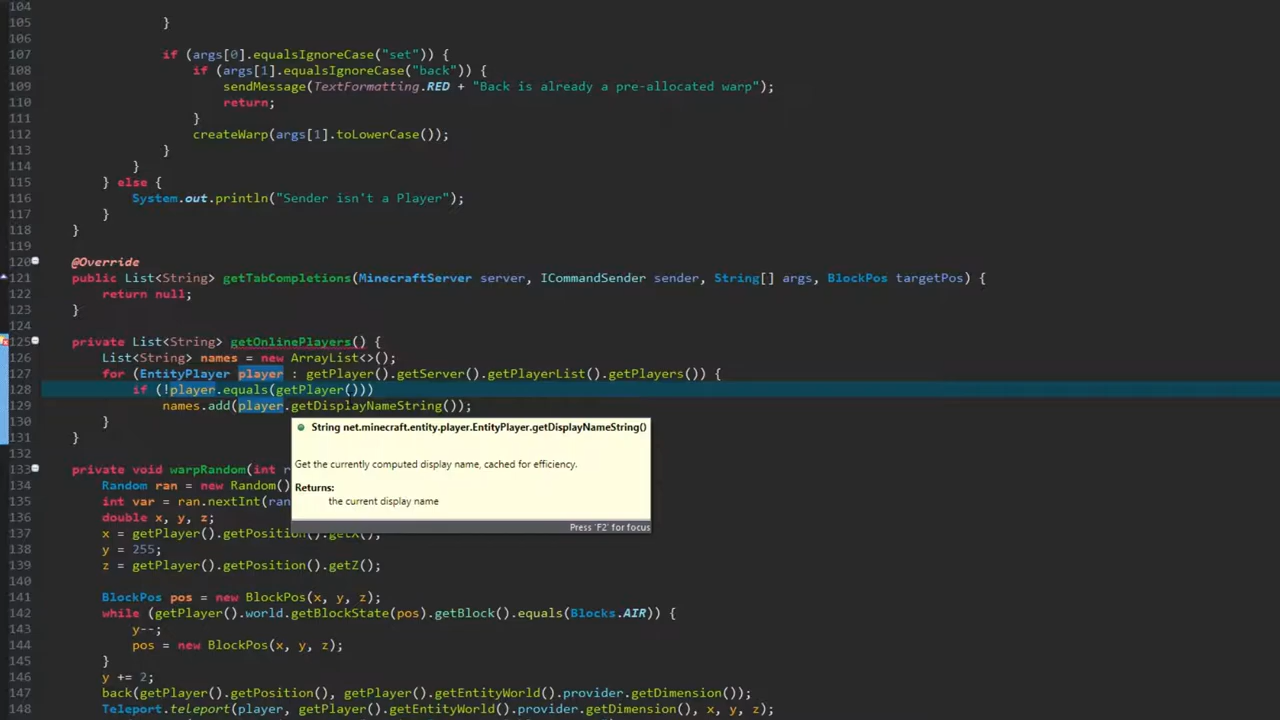 104
105 }
106
107 if (args[0].equalsIgnoreCase("set")) {
108 if (args[1].equalsIgnoreCase("back")) {
109 sendMessage(TextFormatting.RED + "Back is already a pre-allocated warp");
110 return;
111 }
112 createWarp(args[1].toLowerCase());
113 }
114 }
115 } else {
116 System.out.println("Sender isn't a Player");
117 }
118 }
119
120 @Override
121 public List<String> getTabCompletions(MinecraftServer server, ICommandSender sender, String[] args, BlockPos targetPos) {
122 return null;
123 }
124
125 private List<String> getOnlinePlayers() {
126 List<String> names = new ArrayList<>();
127 for (EntityPlayer player : getPlayer().getServer().getPlayerList().getPlayers()) {
128 if (!player.equals(getPlayer()))
129 names.add(player.getDisplayNameString());
130 }
131 }
132
133 private void warpRandom(int r
134 Random ran = new Random()
135 int var = ran.nextInt(ran
136 double x, y, z;
137 x = getPlayer().getPosition().getX();
138 y = 255;
139 z = getPlayer().getPosition().getZ();
140
141 BlockPos pos = new BlockPos(x, y, z);
142 while (getPlayer().world.getBlockState(pos).getBlock().equals(Blocks.AIR)) {
143 y--;
144 pos = new BlockPos(x, y, z);
145 }
146 y += 2;
147 back(getPlayer().getPosition(), getPlayer().getEntityWorld().provider.getDimension());
148 Teleport.teleport(player, getPlayer().getEntityWorld().provider.getDimension(), x, y, z);
String net.minecraft.entity.player.EntityPlayer.getDisplayNameString()
Get the currently computed display name, cached for efficiency.
Returns:
the current display name
Press 'F2' for focus